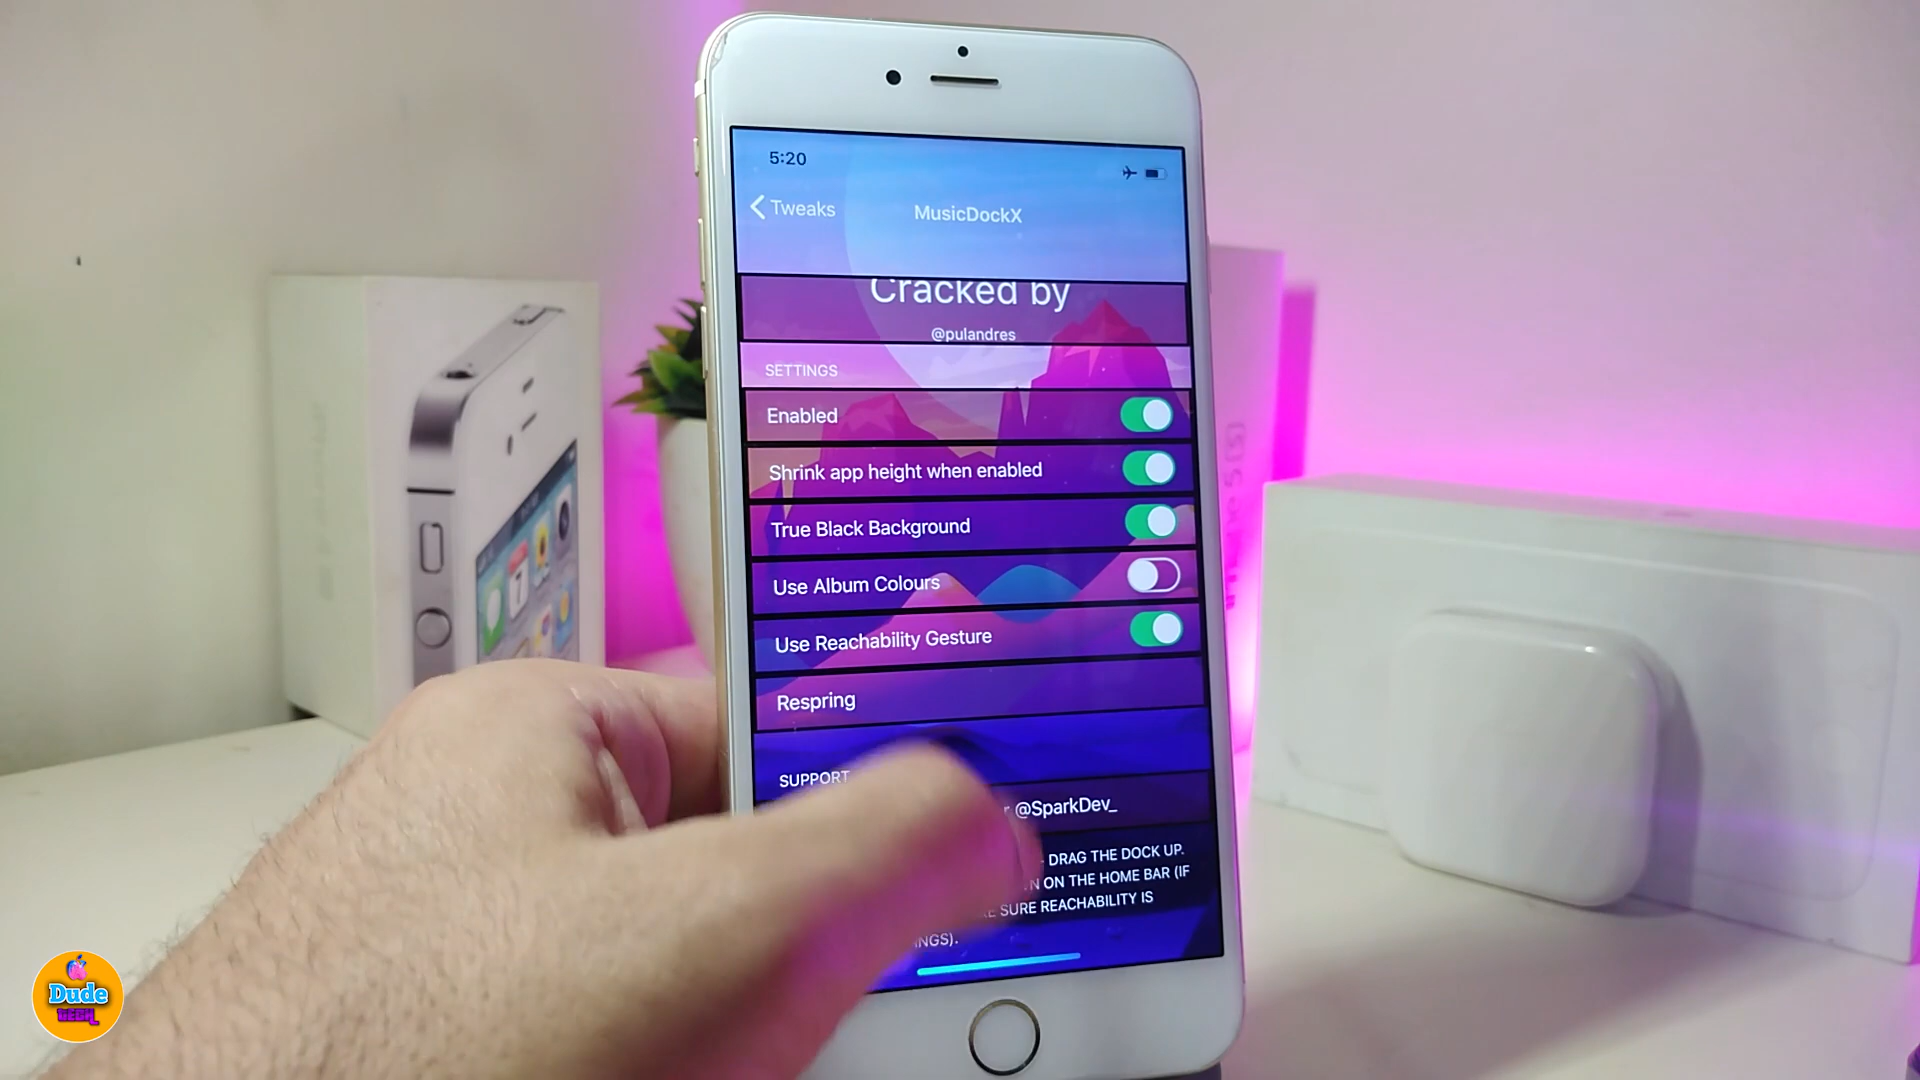 5:20
Tweaks
MusicDockX
Cracked by
@pulandres
SETTINGS
Enabled
Shrink app height when enabled
True Black Background
Use Album Colours
Use Reachability Gesture
Respring
SUPPORT
@SparkDev_
DRAG THE DOCK UP.
ON THE HOME BAR (IF
SURE REACHABILITY IS
INGS).
Dude
TECH